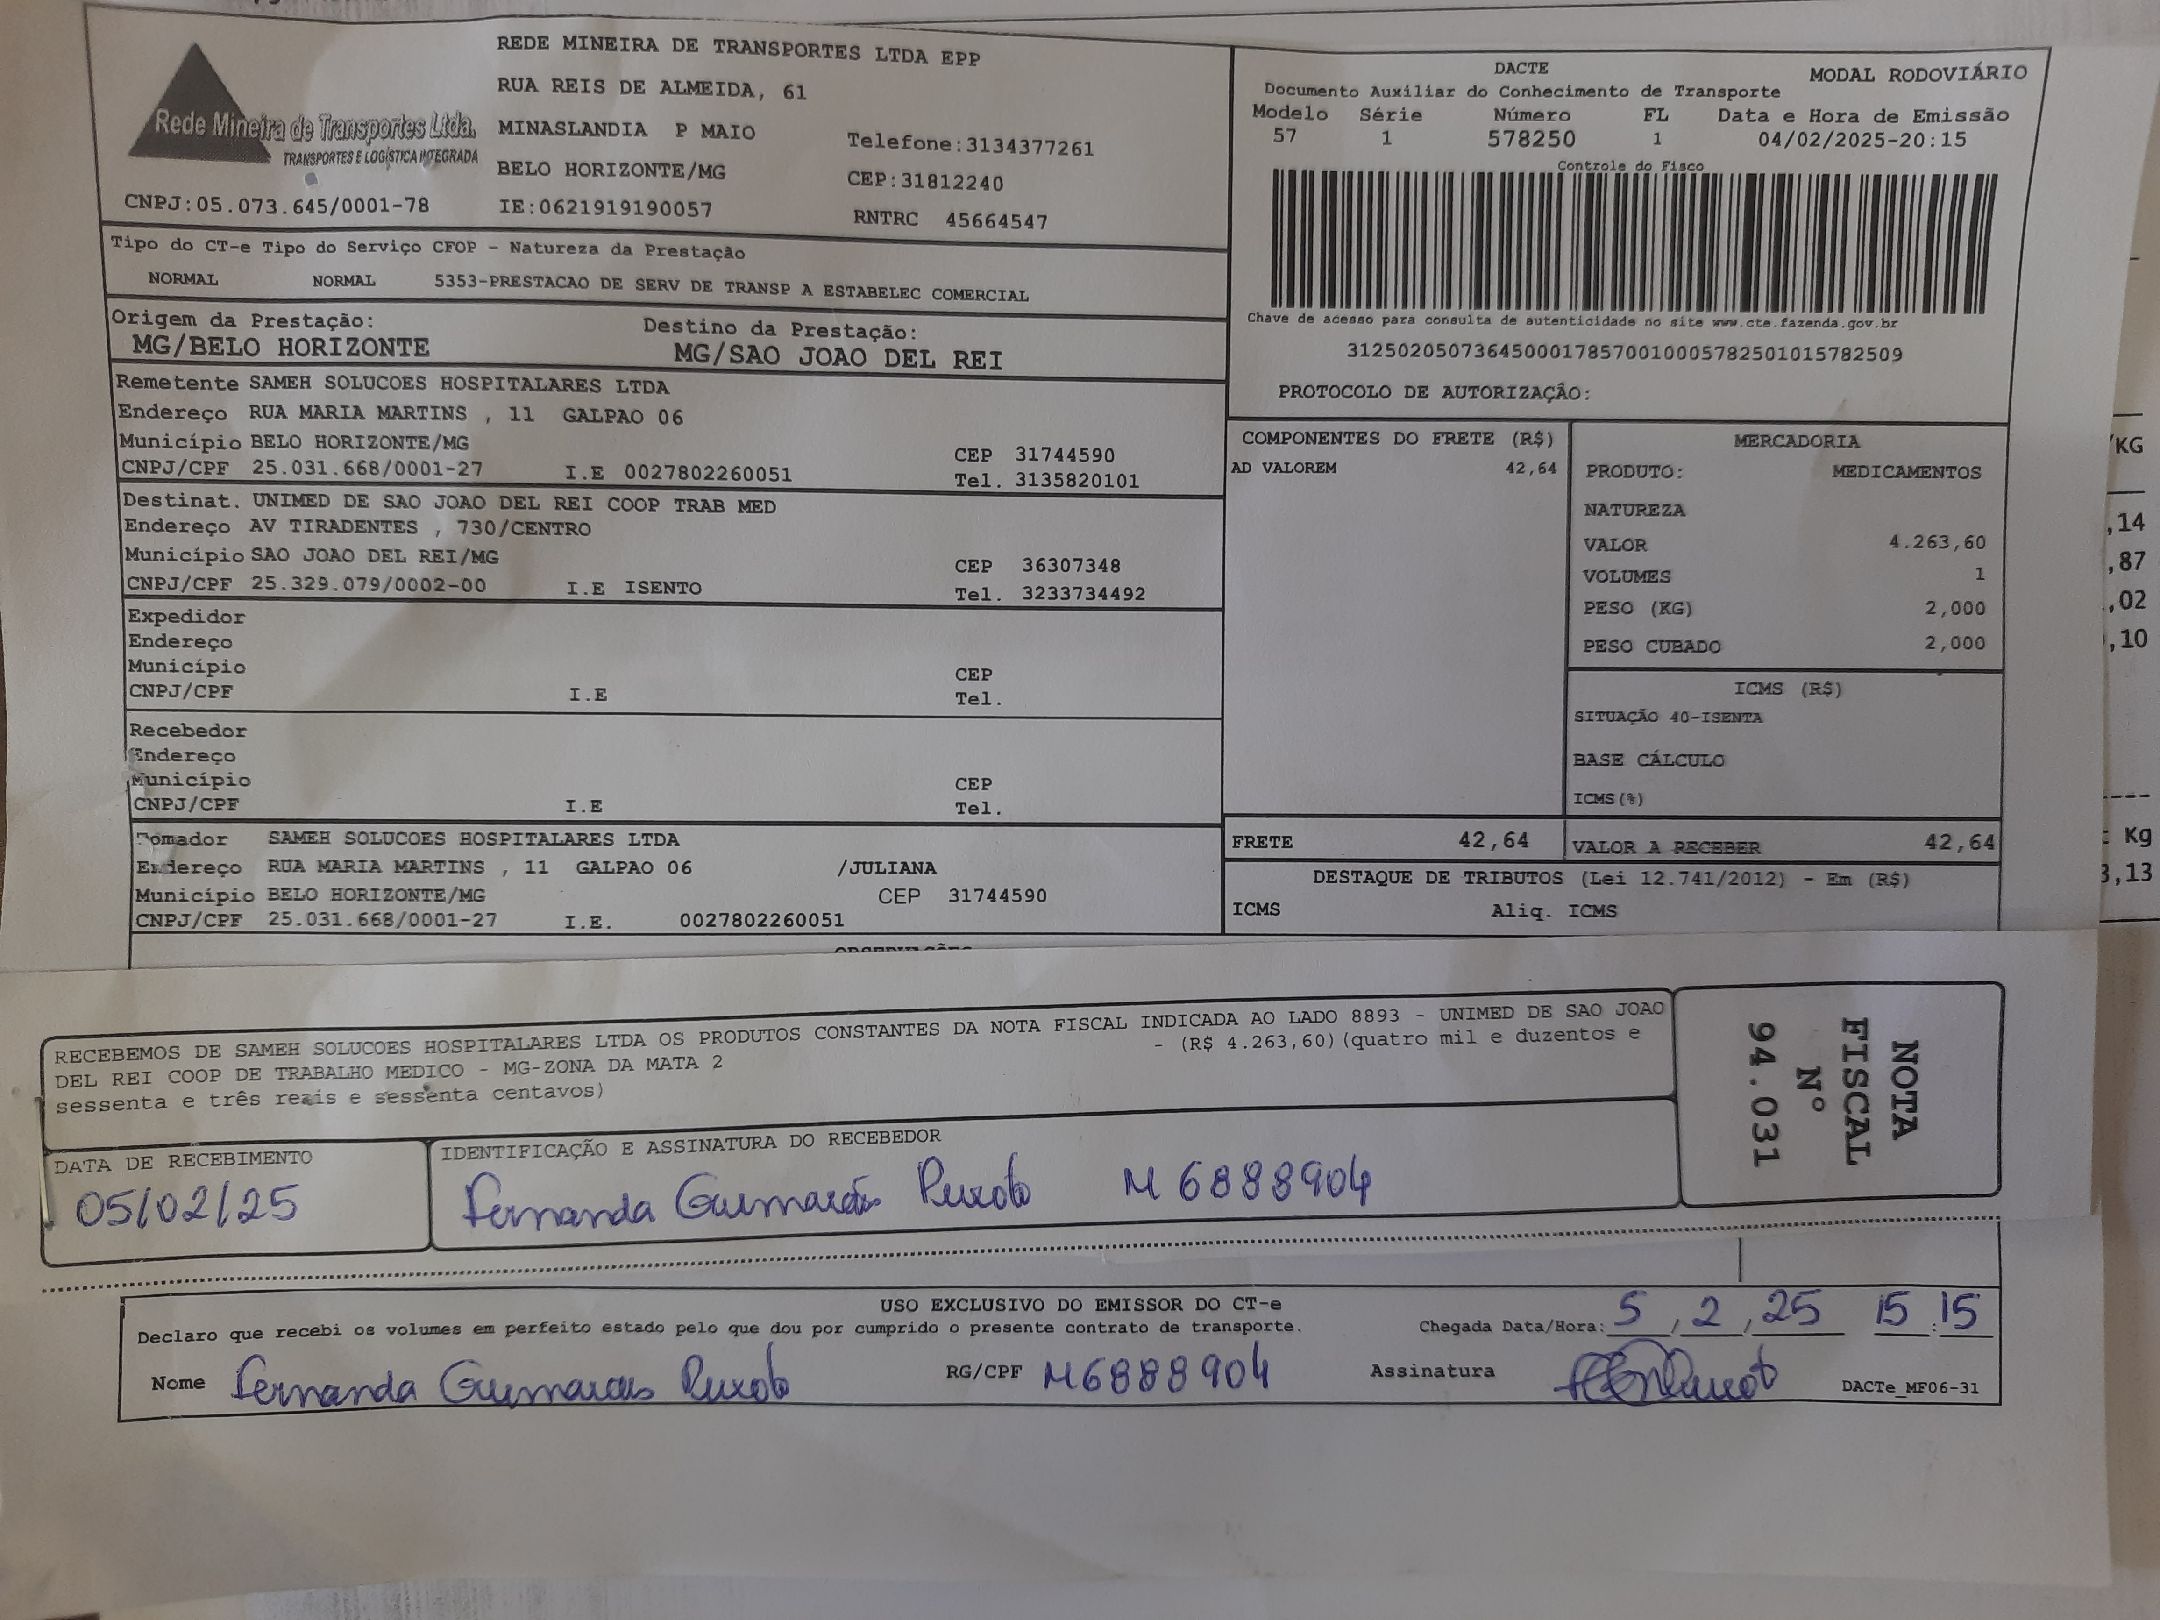 Rede Mineira de Transportes Ltda.
TRANSPORTES E LOGÍSTICA INTEGRADA
CNPJ:05.073.645/0001-78
REDE MINEIRA DE TRANSPORTES LTDA EPP
RUA REIS DE ALMEIDA, 61
MINASLANDIA P MAIO Telefone:3134377261
BELO HORIZONTE/MG CEP:31812240
IE:0621919190057 RNTRC 45664547
DACTE MODAL RODOVIÁRIO
Documento Auxiliar do Conhecimento de Transporte
Modelo Série Número FL Data e Hora de Emissão
57 1 578250 1 04/02/2025-20:15
Controle do Fisco
Chave de acesso para consulta de autenticidade no site www.cte.fazenda.gov.br
31250205073645000178570010005782501015782509
PROTOCOLO DE AUTORIZAÇÃO:
Tipo do CT-e Tipo do Serviço CFOP - Natureza da Prestação
NORMAL NORMAL 5353-PRESTACAO DE SERV DE TRANSP A ESTABELEC COMERCIAL
Origem da Prestação: Destino da Prestação:
MG/BELO HORIZONTE MG/SAO JOAO DEL REI
Remetente SAMEH SOLUCOES HOSPITALARES LTDA
Endereço RUA MARIA MARTINS , 11 GALPAO 06
Município BELO HORIZONTE/MG CEP 31744590
CNPJ/CPF 25.031.668/0001-27 I.E 0027802260051 Tel. 3135820101
Destinat. UNIMED DE SAO JOAO DEL REI COOP TRAB MED
Endereço AV TIRADENTES , 730/CENTRO
Município SAO JOAO DEL REI/MG CEP 36307348
CNPJ/CPF 25.329.079/0002-00 I.E ISENTO Tel. 3233734492
Expedidor
Endereço
Município CEP
CNPJ/CPF I.E Tel.
Recebedor
Endereço
Município CEP
CNPJ/CPF I.E Tel.
Tomador SAMEH SOLUCOES HOSPITALARES LTDA
Endereço RUA MARIA MARTINS , 11 GALPAO 06 /JULIANA
Município BELO HORIZONTE/MG CEP 31744590
CNPJ/CPF 25.031.668/0001-27 I.E. 0027802260051
COMPONENTES DO FRETE (R$)
AD VALOREM 42,64
MERCADORIA
PRODUTO: MEDICAMENTOS
NATUREZA
VALOR 4.263,60
VOLUMES 1
PESO (KG) 2,000
PESO CUBADO 2,000
ICMS (R$)
SITUAÇÃO 40-ISENTA
BASE CÁLCULO
ICMS(%)
FRETE 42,64 VALOR A RECEBER 42,64
DESTAQUE DE TRIBUTOS (Lei 12.741/2012) - Em (R$)
ICMS Aliq. ICMS
/KG
,14
,87
,02
,10
Kg
3,13
RECEBEMOS DE SAMEH SOLUCOES HOSPITALARES LTDA OS PRODUTOS CONSTANTES DA NOTA FISCAL INDICADA AO LADO 8893 - UNIMED DE SAO JOAO
DEL REI COOP DE TRABALHO MEDICO - MG-ZONA DA MATA 2 - (R$ 4.263,60)(quatro mil e duzentos e
sessenta e três reais e sessenta centavos)
NOTA
FISCAL
Nº
94.031
DATA DE RECEBIMENTO IDENTIFICAÇÃO E ASSINATURA DO RECEBEDOR
05/02/25 Fernanda Guimarães Peixoto M 6888904
USO EXCLUSIVO DO EMISSOR DO CT-e
Declaro que recebi os volumes em perfeito estado pelo que dou por cumprido o presente contrato de transporte. Chegada Data/Hora: 5 / 2 / 25 15:15
Nome Fernanda Guimaraes Peixoto RG/CPF M6888904 Assinatura
DACTe_MF06-31